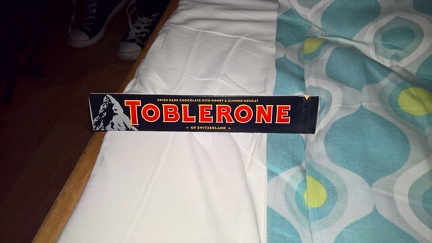 SWISS DARK CHOCOLATE WITH HONEY & ALMOND NOUGAT
TOBLERONE
OF SWITZERLAND